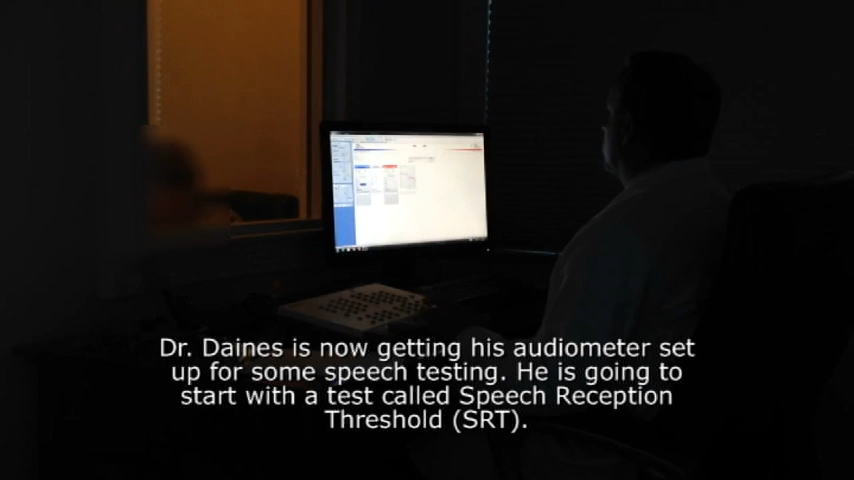 Dr. Daines is now getting his audiometer set
up for some speech testing. He is going to
start with a test called Speech Reception
Threshold (SRT).